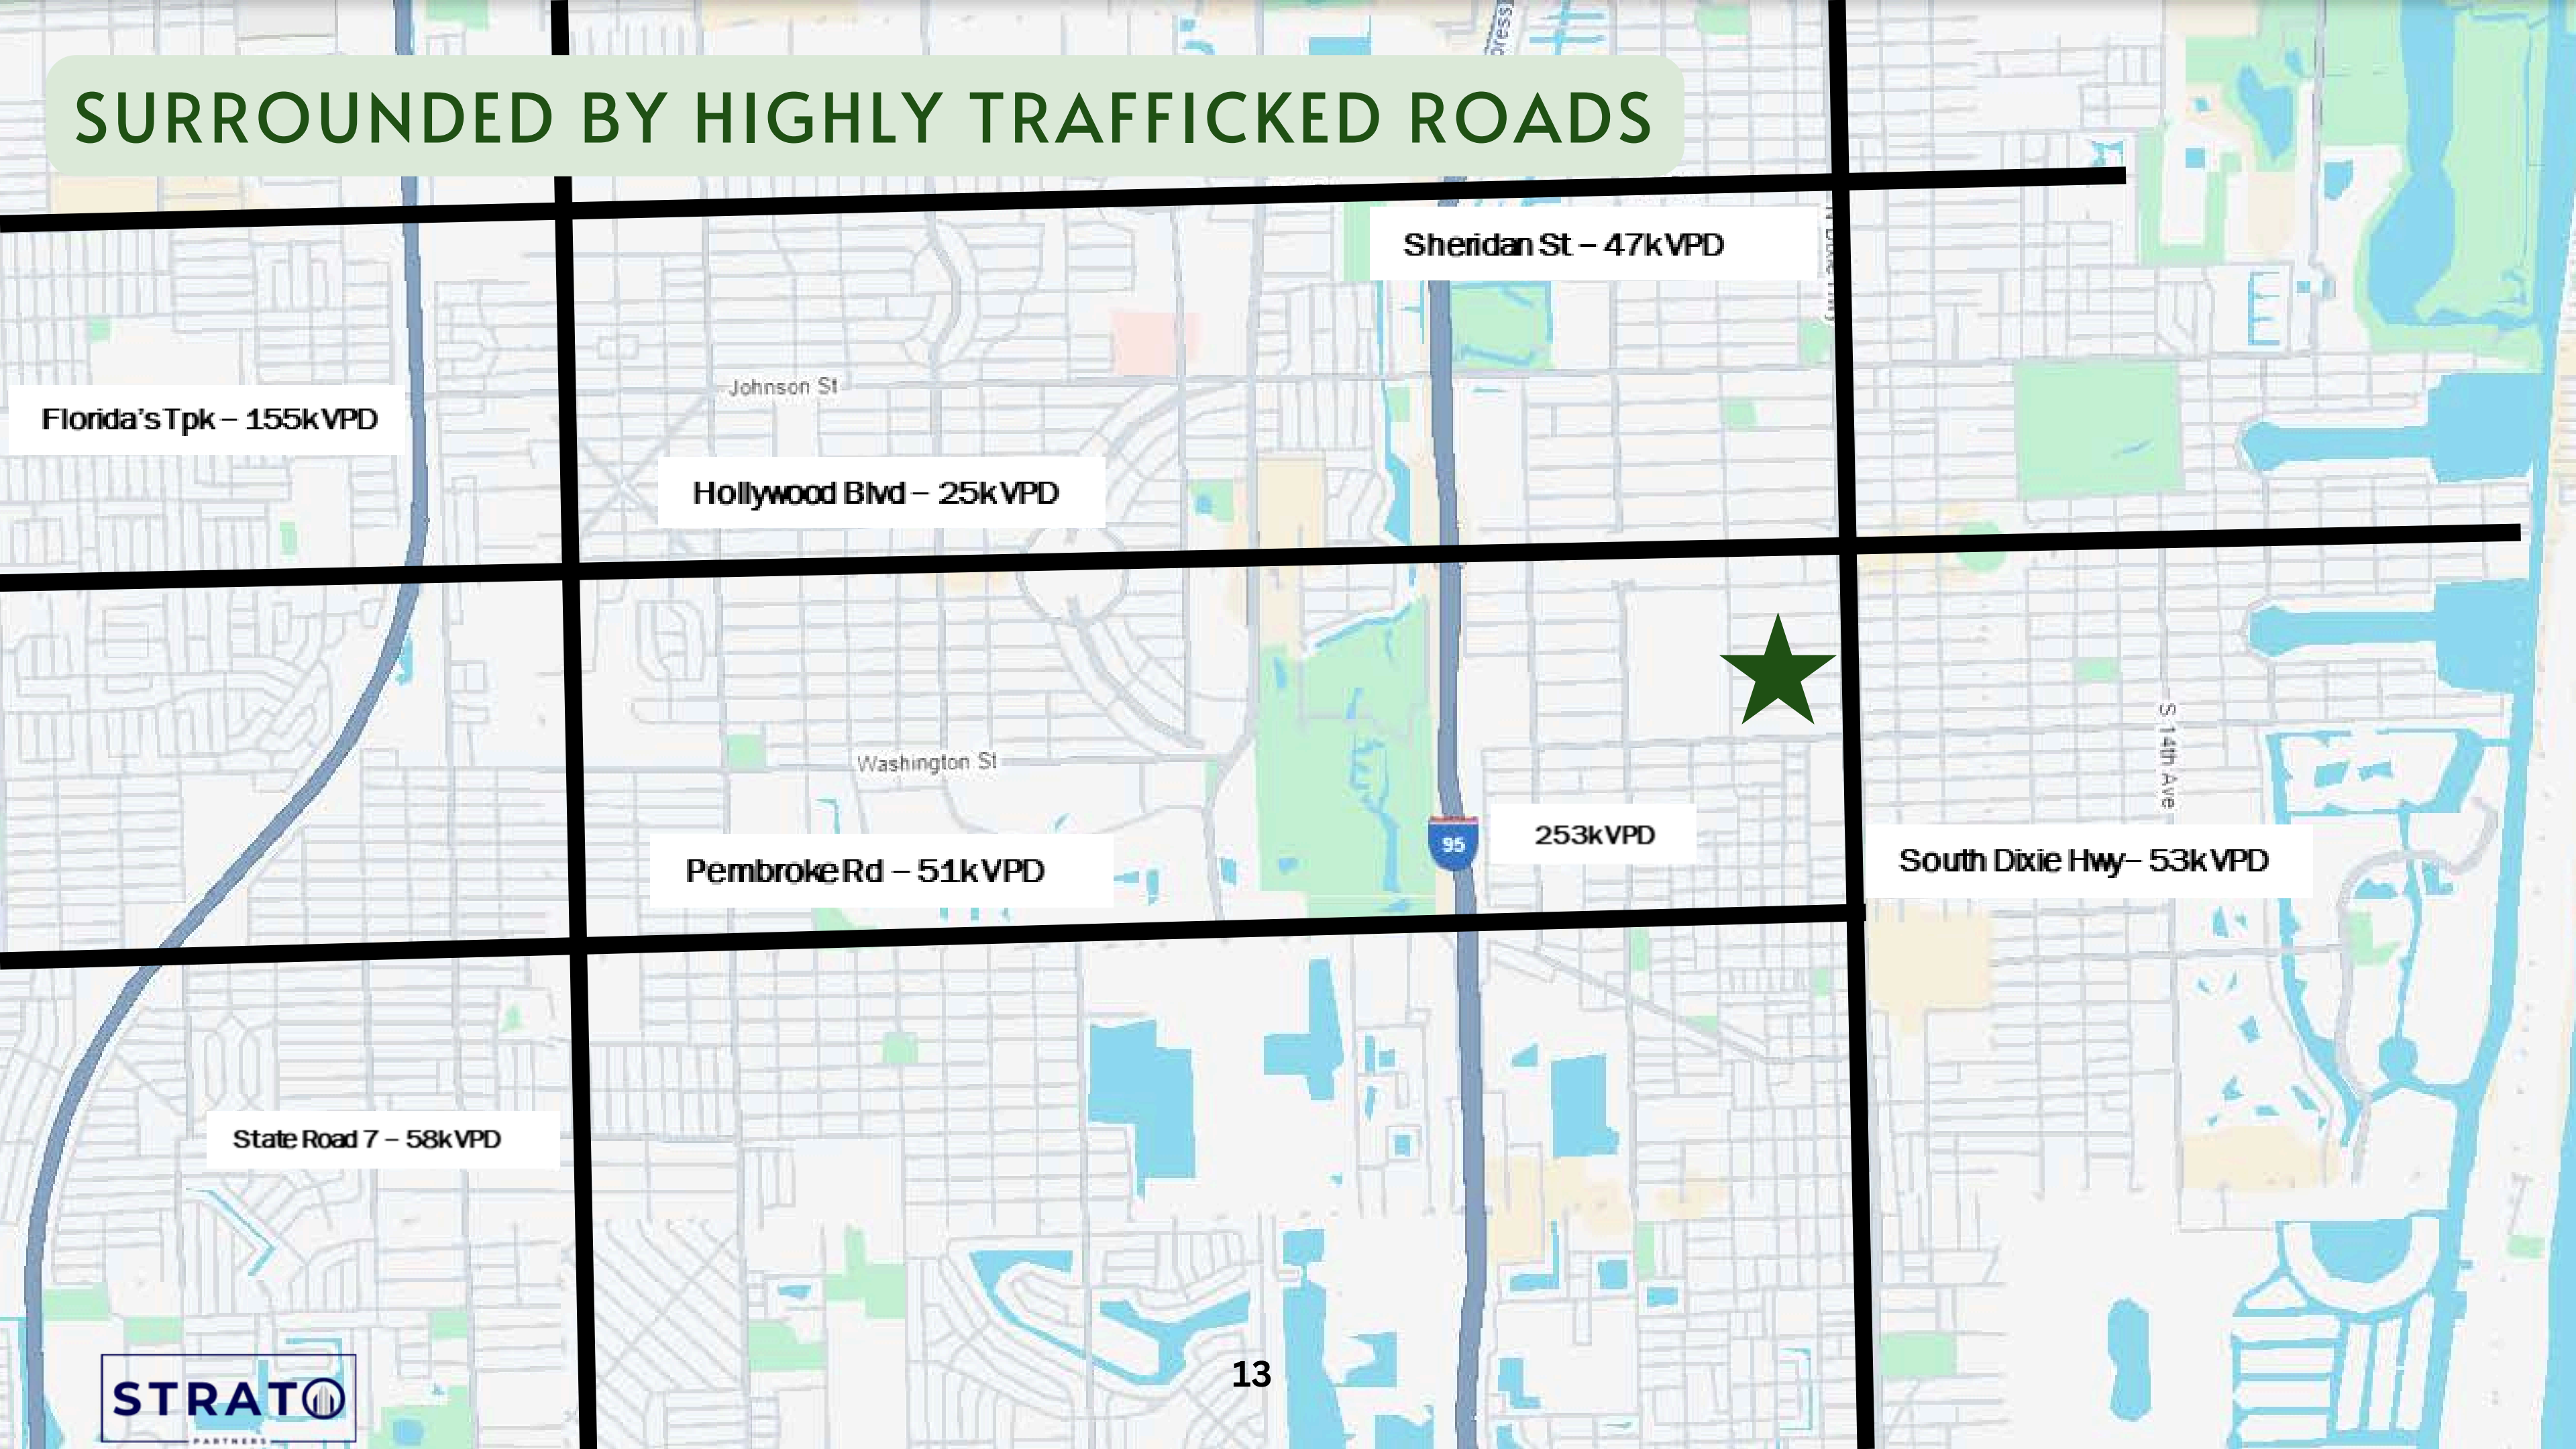 press
SURROUNDED BY HIGHLY TRAFFICKED ROADS
Sheridan St – 47k VPD
Johnson St
Florida's Tpk – 155k VPD
Hollywood Blvd – 25k VPD
S 14th Ave
Washington St
95
253k VPD
Pembroke Rd – 51k VPD
South Dixie Hwy – 53k VPD
State Road 7 – 58k VPD
13
STRATO
PARTNERS